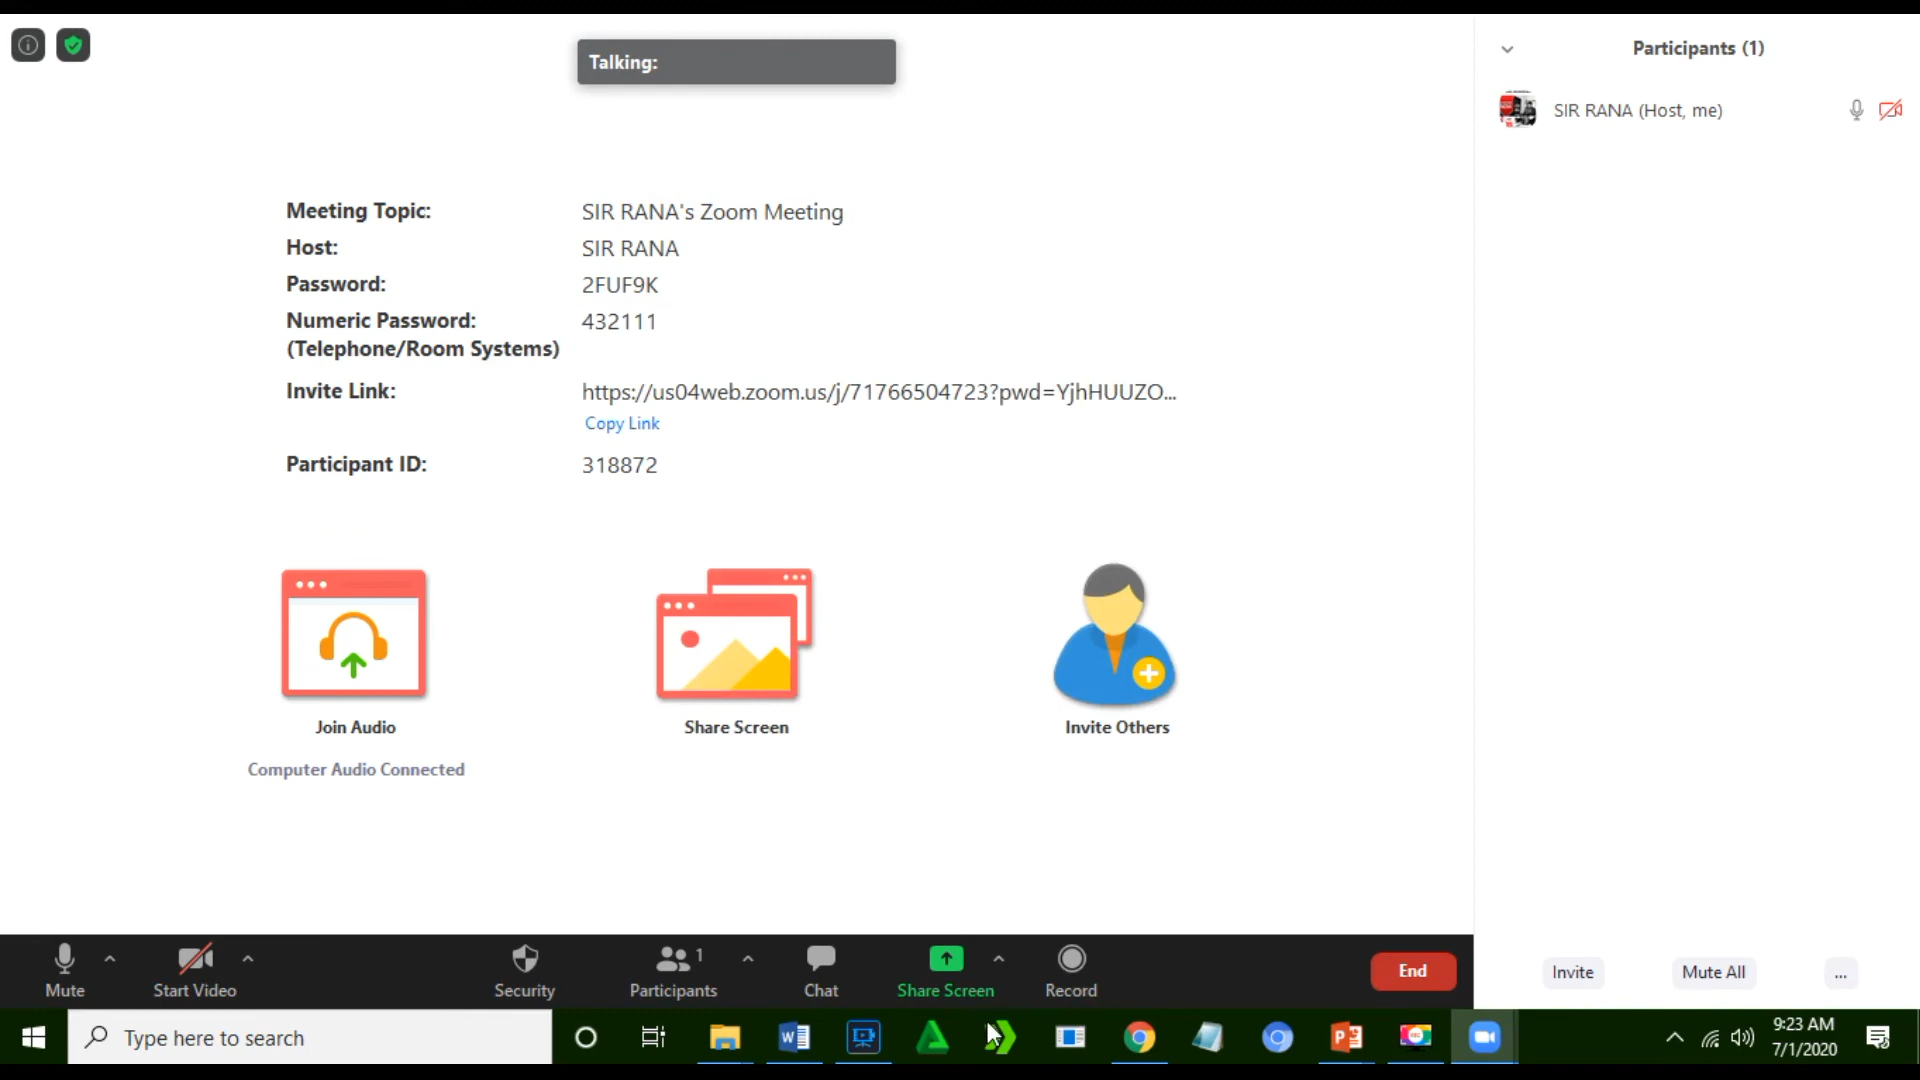 Talking:
Participants (1)
SIR RANA (Host, me)
Meeting Topic: SIR RANA's Zoom Meeting
Host: SIR RANA
Password: 2FUF9K
Numeric Password: 432111
(Telephone/Room Systems)
Invite Link: https://us04web.zoom.us/j/71766504723?pwd=YjhHUUZO...
Copy Link
Participant ID: 318872
Join Audio
Share Screen
Invite Others
Computer Audio Connected
1
Mute
Start Video
Security
Participants
Chat
Share Screen
Record
End
Invite
Mute All
...
Type here to search
9:23 AM
7/1/2020